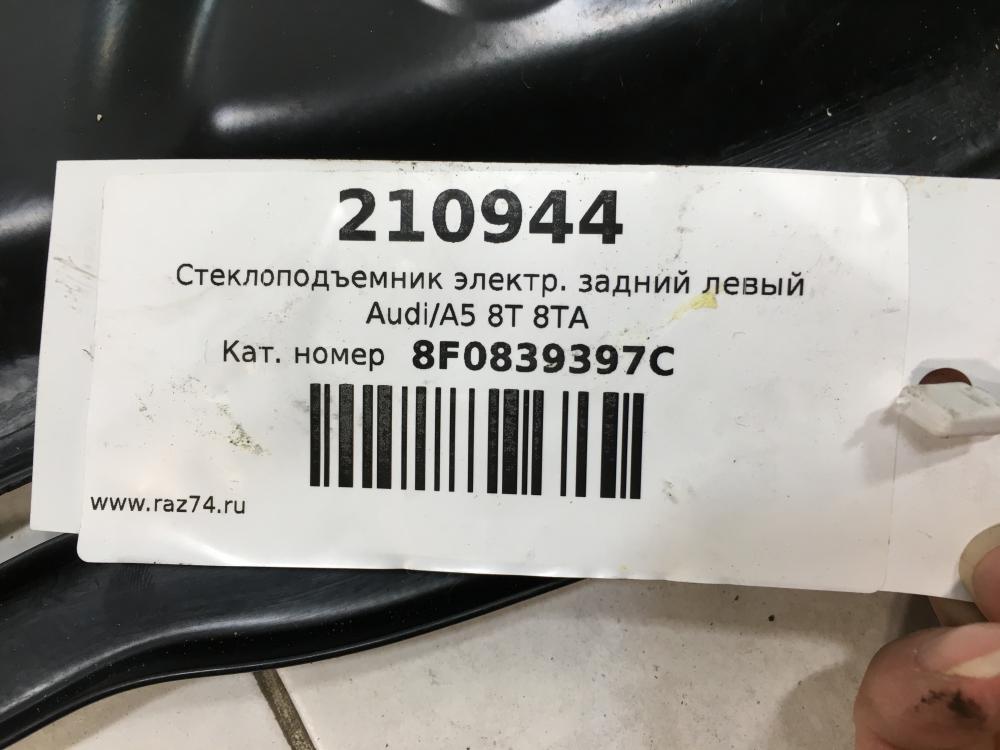 210944
Стеклоподъемник электр. задний левый
Audi/A5 8T 8TA
Кат. номер 8F0839397C
www.raz74.ru